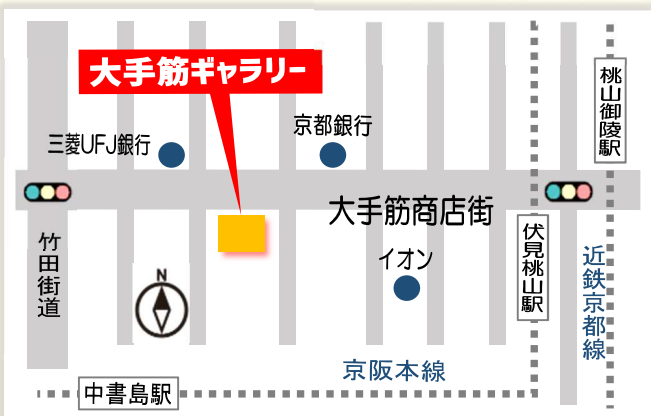 大手筋ギャラリー
桃山御陵駅
三菱UFJ銀行
京都銀行
大手筋商店街
竹田街道
伏見桃山駅
イオン
近鉄京都線
N
京阪本線
中書島駅